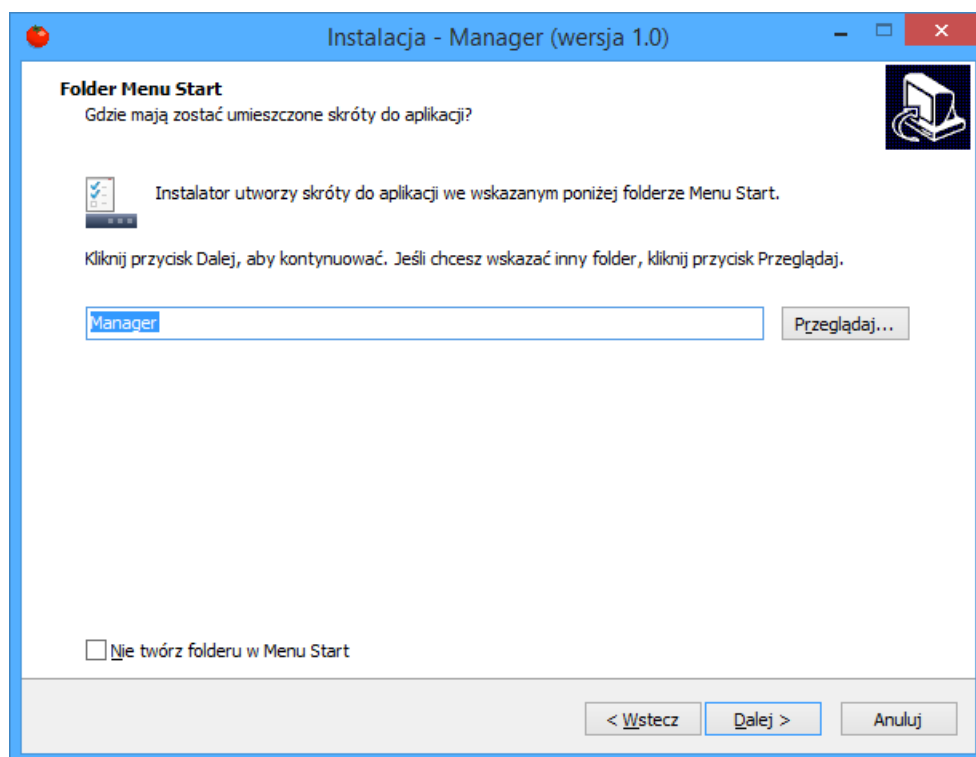 Instalacja - Manager (wersja 1.0)
Folder Menu Start
Gdzie mają zostać umieszczone skróty do aplikacji?
Instalator utworzy skróty do aplikacji we wskazanym poniżej folderze Menu Start.
Kliknij przycisk Dalej, aby kontynuować. Jeśli chcesz wskazać inny folder, kliknij przycisk Przeglądaj.
Manager
Przeglądaj...
Nie twórz folderu w Menu Start
< Wstecz
Dalej >
Anuluj